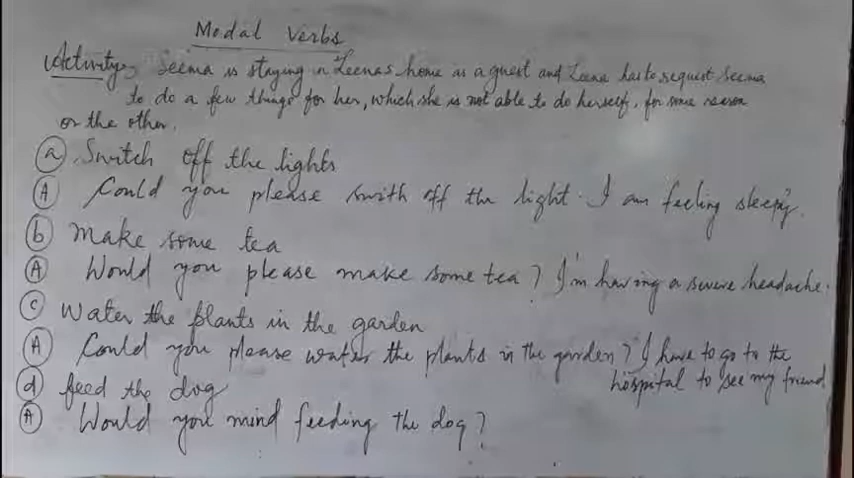 Modal Verbs
Activity- Seema is staying in Leenas home as a guest and Leena has to request Seema
to do a few things for her, which she is not able to do herself, for some reason
or the other.
(a) Switch off the lights
(A) Could you please swith off the light. I am feeling sleepy.
(b) Make some tea
(A) Would you please make some tea? I'm having a severe headache.
(c) Water the plants in the garden
(A) Could you please water the plants in the garden? I have to go to the
hospital to see my friend
(d) feed the dog
(A) Would you mind feeding the dog?